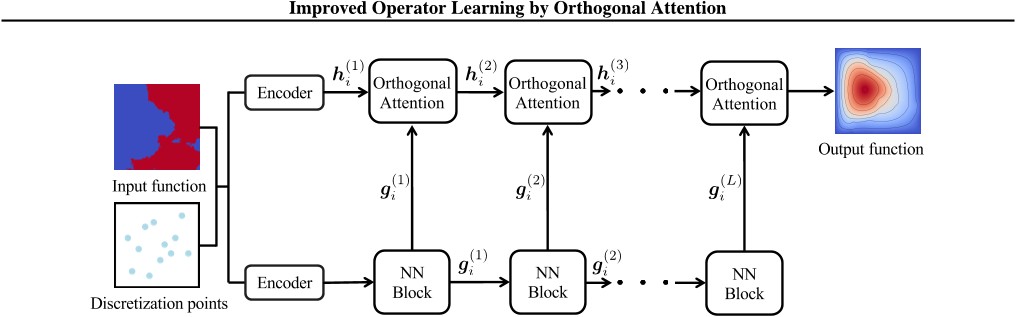 Improved Operator Learning by Orthogonal Attention
Input function
Discretization points
Encoder
h_i^{(1)}
Orthogonal
Attention
h_i^{(2)}
Orthogonal
Attention
h_i^{(3)}
Orthogonal
Attention
Output function
g_i^{(1)}
g_i^{(2)}
g_i^{(L)}
Encoder
NN
Block
g_i^{(1)}
NN
Block
g_i^{(2)}
NN
Block